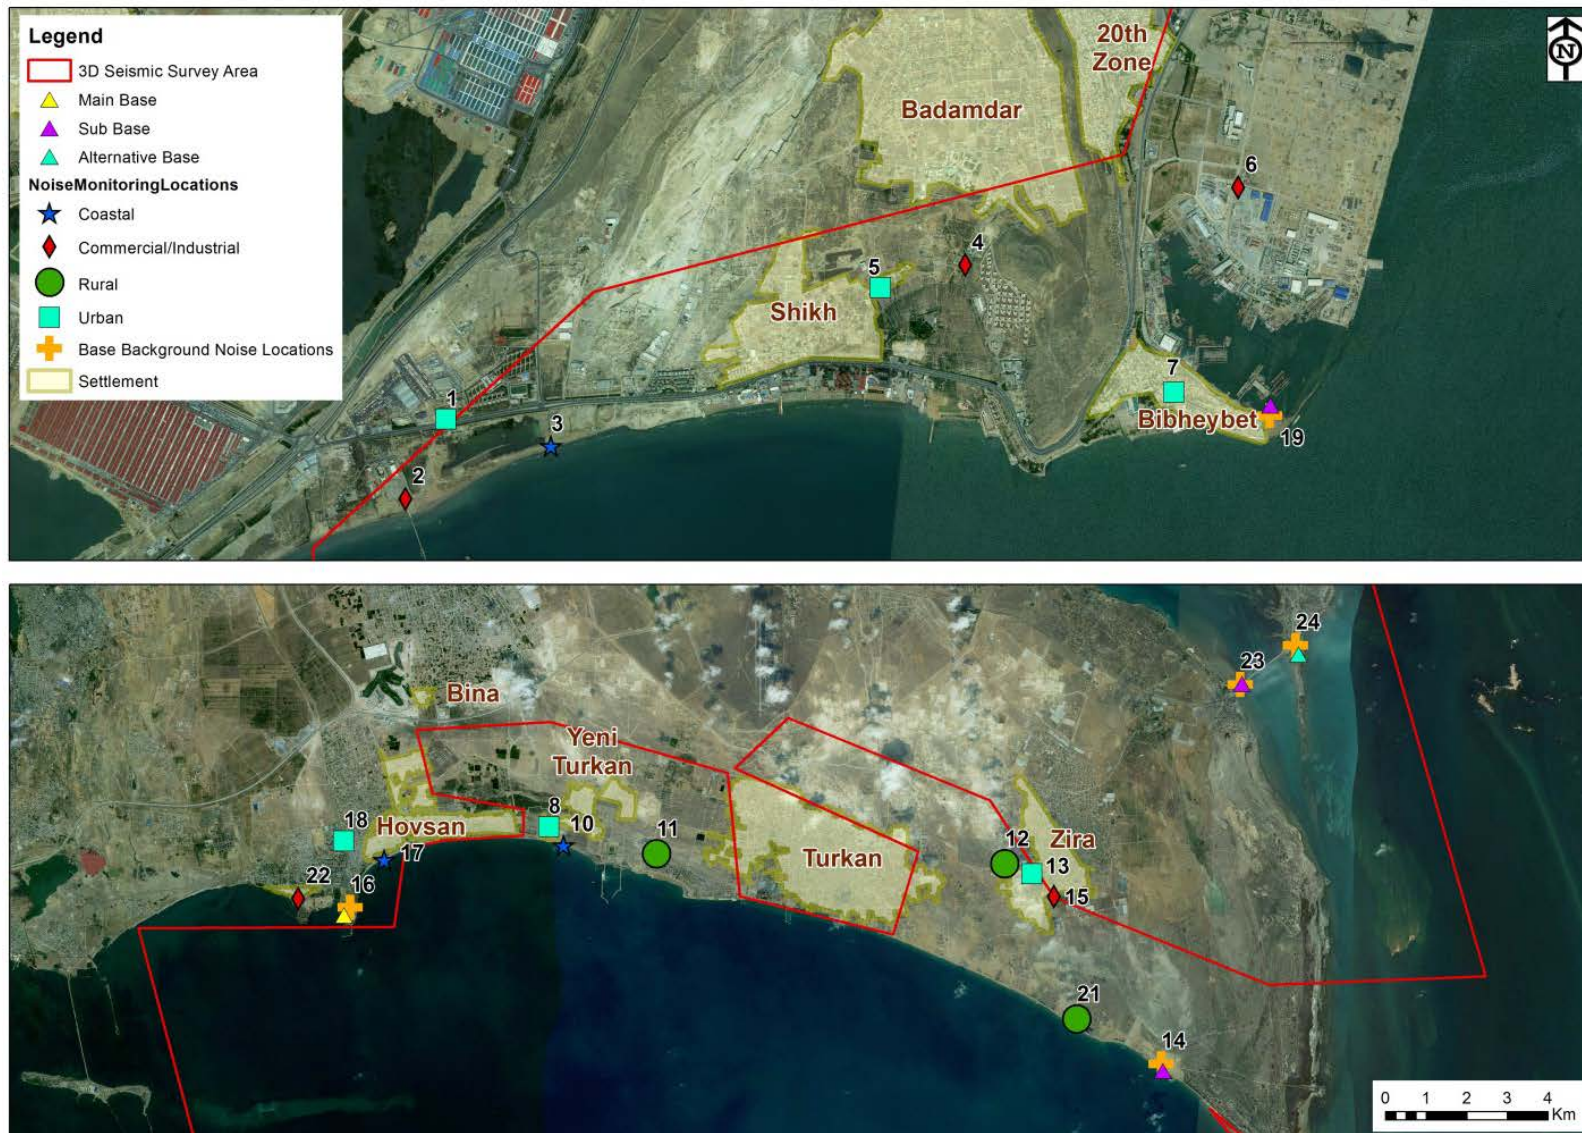 Legend
3D Seismic Survey Area
Main Base
Sub Base
Alternative Base
NoiseMonitoringLocations
Coastal
Commercial/Industrial
Rural
Urban
Base Background Noise Locations
Settlement
N
20th
Zone
Badamdar
6
4
5
Shikh
7
1
3
Bibheybet
19
2
24
23
Bina
Yeni
Turkan
8
10
18
Hovsan
11
17
12
Zira
Turkan
13
22
16
15
21
14
0 1 2 3 4
Km